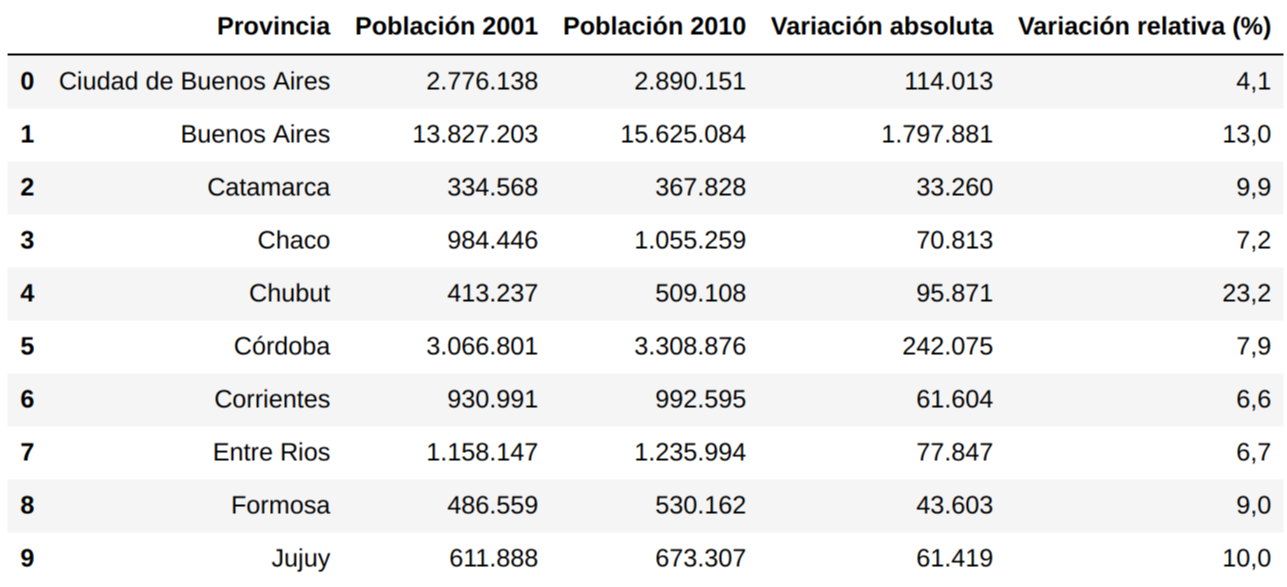 Provincia Población 2001 Población 2010 Variación absoluta Variación relativa (%)
0 Ciudad de Buenos Aires 2.776.138 2.890.151 114.013 4,1
1 Buenos Aires 13.827.203 15.625.084 1.797.881 13,0
2 Catamarca 334.568 367.828 33.260 9,9
3 Chaco 984.446 1.055.259 70.813 7,2
4 Chubut 413.237 509.108 95.871 23,2
5 Córdoba 3.066.801 3.308.876 242.075 7,9
6 Corrientes 930.991 992.595 61.604 6,6
7 Entre Rios 1.158.147 1.235.994 77.847 6,7
8 Formosa 486.559 530.162 43.603 9,0
9 Jujuy 611.888 673.307 61.419 10,0